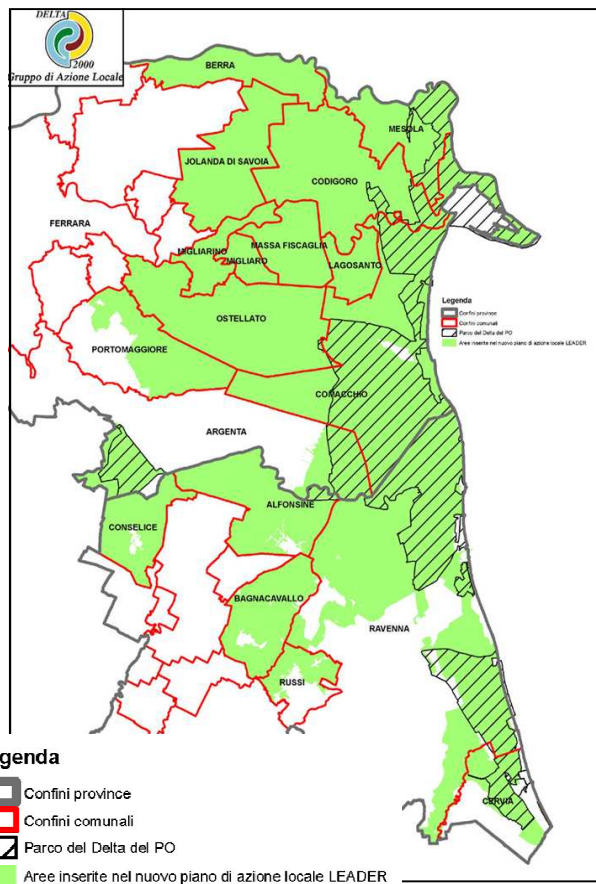 DELTA
2000
Gruppo di Azione Locale
BERRA
MESOLA
JOLANDA DI SAVOIA
CODIGORO
FERRARA
MASSA FISCAGLIA
MIGLIARINO
MIGLIARO
LAGOSANTO
OSTELLATO
PORTOMAGGIORE
COMACCHIO
ARGENTA
ALFONSINE
CONSELICE
BAGNACAVALLO
RAVENNA
RUSSI
CERVIA
Legenda
Confini province
Confini comunali
Parco del Delta del PO
Aree inserite nel nuovo piano di azione locale LEADER
genda
Confini province
Confini comunali
Parco del Delta del PO
Aree inserite nel nuovo piano di azione locale LEADER